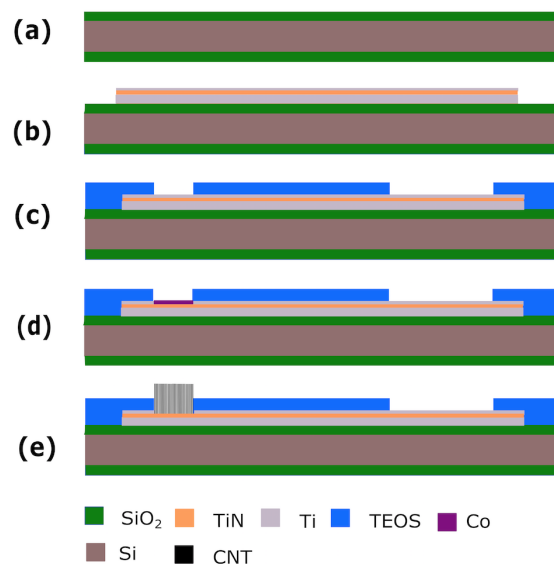 (a)
(b)
(c)
(d)
(e)
SiO₂ TiN Ti TEOS Co
Si CNT